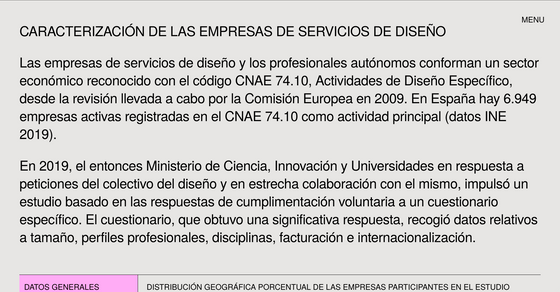 MENU
CARACTERIZACIÓN DE LAS EMPRESAS DE SERVICIOS DE DISEÑO
Las empresas de servicios de diseño y los profesionales autónomos conforman un sector
económico reconocido con el código CNAE 74.10, Actividades de Diseño Específico,
desde la revisión llevada a cabo por la Comisión Europea en 2009. En España hay 6.949
empresas activas registradas en el CNAE 74.10 como actividad principal (datos INE
2019).
En 2019, el entonces Ministerio de Ciencia, Innovación y Universidades en respuesta a
peticiones del colectivo del diseño y en estrecha colaboración con el mismo, impulsó un
estudio basado en las respuestas de cumplimentación voluntaria a un cuestionario
específico. El cuestionario, que obtuvo una significativa respuesta, recogió datos relativos
a tamaño, perfiles profesionales, disciplinas, facturación e internacionalización.
DATOS GENERALES
DISTRIBUCIÓN GEOGRÁFICA PORCENTUAL DE LAS EMPRESAS PARTICIPANTES EN EL ESTUDIO